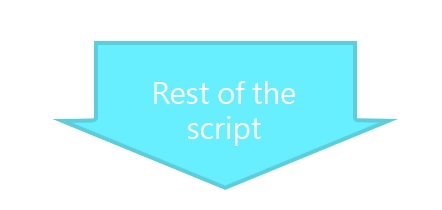 Rest of the
script